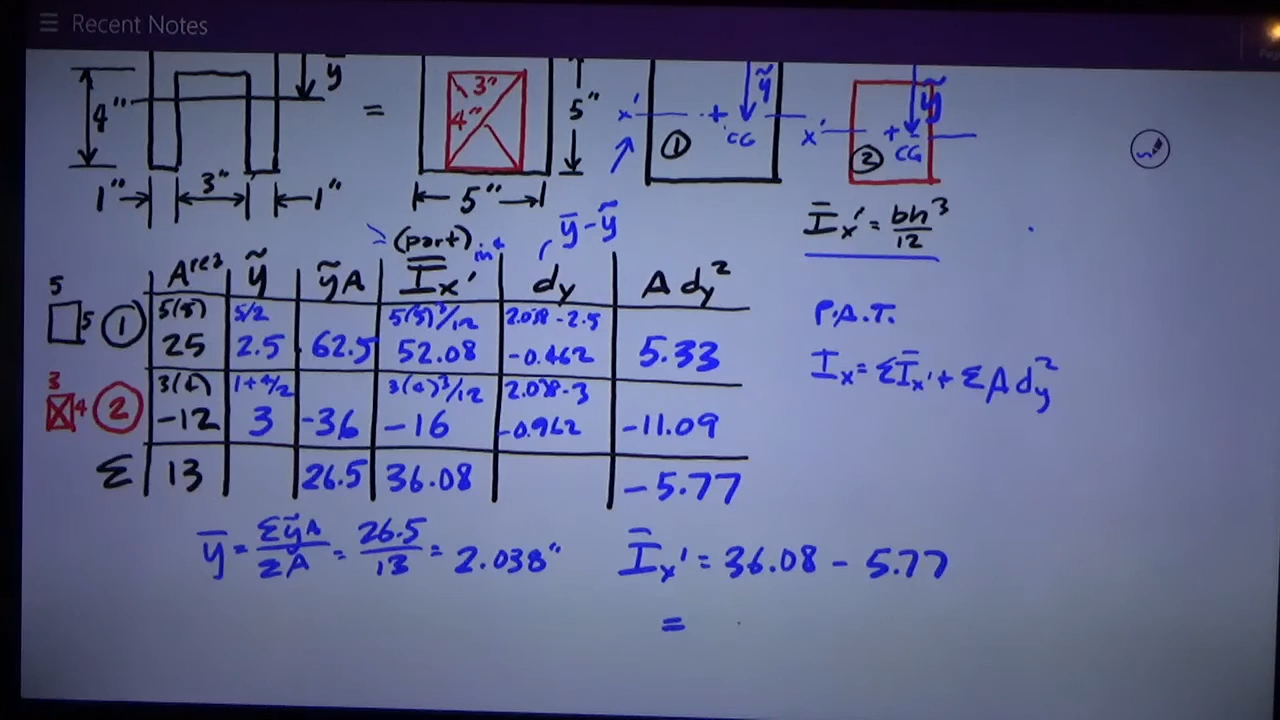 Recent Notes
ȳ
4"
1"
3"
1"
=
3"
4"
5"
5"
x'
+
CG
ỹ
①
x'
+
CG
ỹ
②
Ī x' = bh³/12
(part) in⁴
ȳ - ỹ
Area ỹ ỹA Ī x' dy A dy²
5
5 ① 5(5) 5/2 5(5)³/12 2.038-2.5
25 2.5 62.5 52.08 -0.462 5.33
3
4 ② 3(4) 1+4/2 3(4)³/12 2.038-3
-12 3 -36 -16 -0.962 -11.09
Σ 13 26.5 36.08 -5.77
P.A.T.
Ix = ΣĪx' + ΣA dy²
ȳ = ΣỹA/ΣA = 26.5/13 = 2.038"
Ī x' = 36.08 - 5.77
=